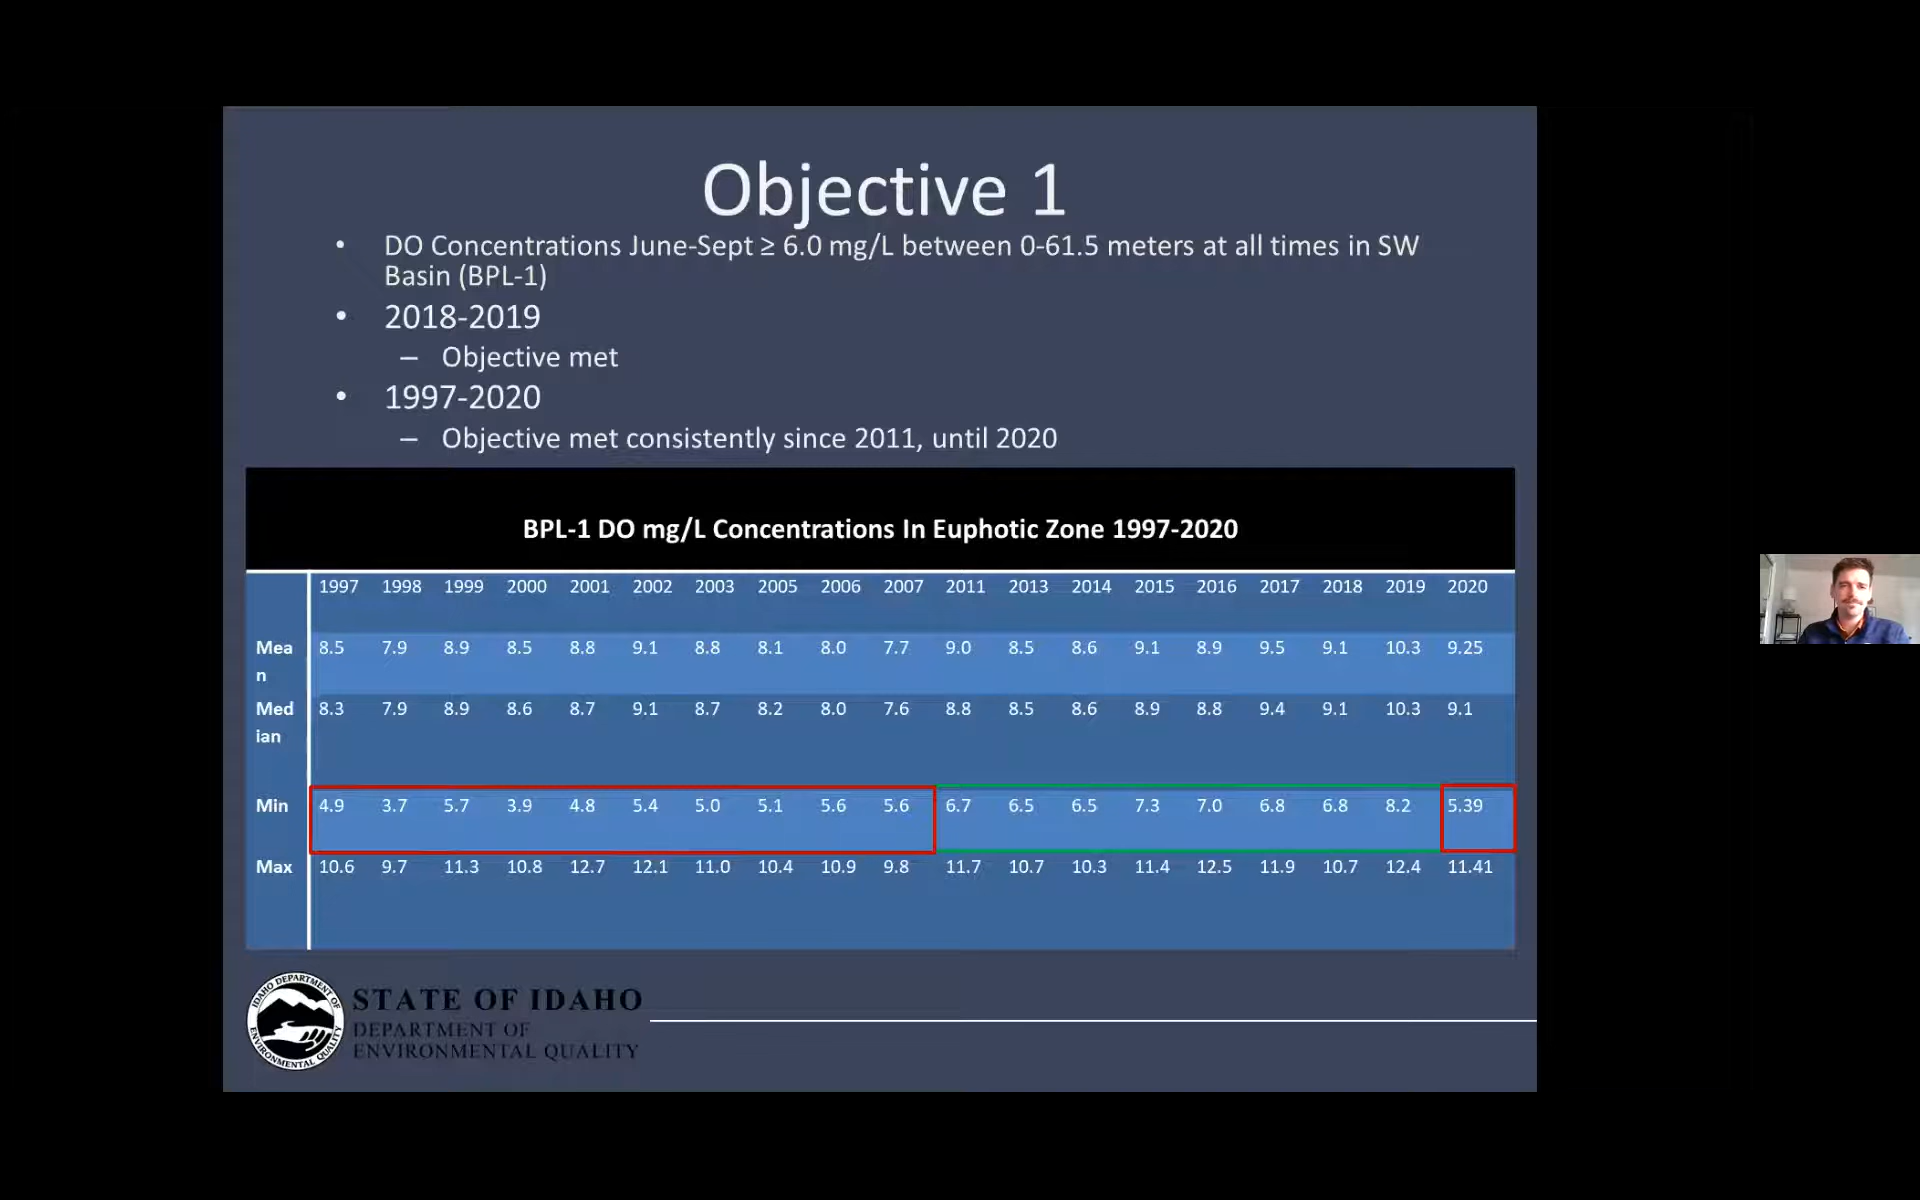 Objective 1
• DO Concentrations June-Sept ≥ 6.0 mg/L between 0-61.5 meters at all times in SW
Basin (BPL-1)
• 2018-2019
– Objective met
• 1997-2020
– Objective met consistently since 2011, until 2020
BPL-1 DO mg/L Concentrations In Euphotic Zone 1997-2020
1997 1998 1999 2000 2001 2002 2003 2005 2006 2007 2011 2013 2014 2015 2016 2017 2018 2019 2020
Mea 8.5 7.9 8.9 8.5 8.8 9.1 8.8 8.1 8.0 7.7 9.0 8.5 8.6 9.1 8.9 9.5 9.1 10.3 9.25
n
Med 8.3 7.9 8.9 8.6 8.7 9.1 8.7 8.2 8.0 7.6 8.8 8.5 8.6 8.9 8.8 9.4 9.1 10.3 9.1
ian
Min 4.9 3.7 5.7 3.9 4.8 5.4 5.0 5.1 5.6 5.6 6.7 6.5 6.5 7.3 7.0 6.8 6.8 8.2 5.39
Max 10.6 9.7 11.3 10.8 12.7 12.1 11.0 10.4 10.9 9.8 11.7 10.7 10.3 11.4 12.5 11.9 10.7 12.4 11.41
IDAHO DEPARTMENT OF
ENVIRONMENTAL QUALITY
STATE OF IDAHO
DEPARTMENT OF
ENVIRONMENTAL QUALITY